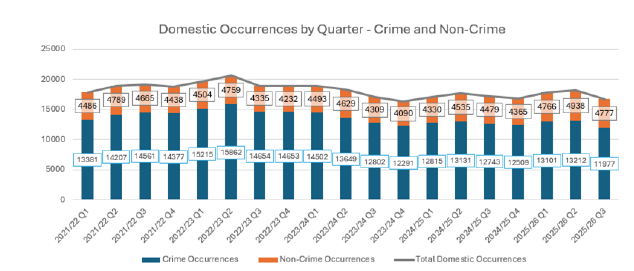 Domestic Occurrences by Quarter - Crime and Non-Crime
25000
20000
15000
10000
5000
0
4486 4789 4665 4438 4504 4759 4335 4232 4493 4629 4309 4090 4330 4535 4479 4365 4766 4938 4777
13381 14207 14561 14377 15215 15862 14654 14653 14502 13649 12802 12291 12815 13131 12743 12509 13101 13212 11977
2021/22 Q1 2021/22 Q2 2021/22 Q3 2021/22 Q4 2022/23 Q1 2022/23 Q2 2022/23 Q3 2022/23 Q4 2023/24 Q1 2023/24 Q2 2023/24 Q3 2023/24 Q4 2024/25 Q1 2024/25 Q2 2024/25 Q3 2024/25 Q4 2025/26 Q1 2025/26 Q2 2025/26 Q3
Crime Occurrences Non-Crime Occurrences Total Domestic Occurrences